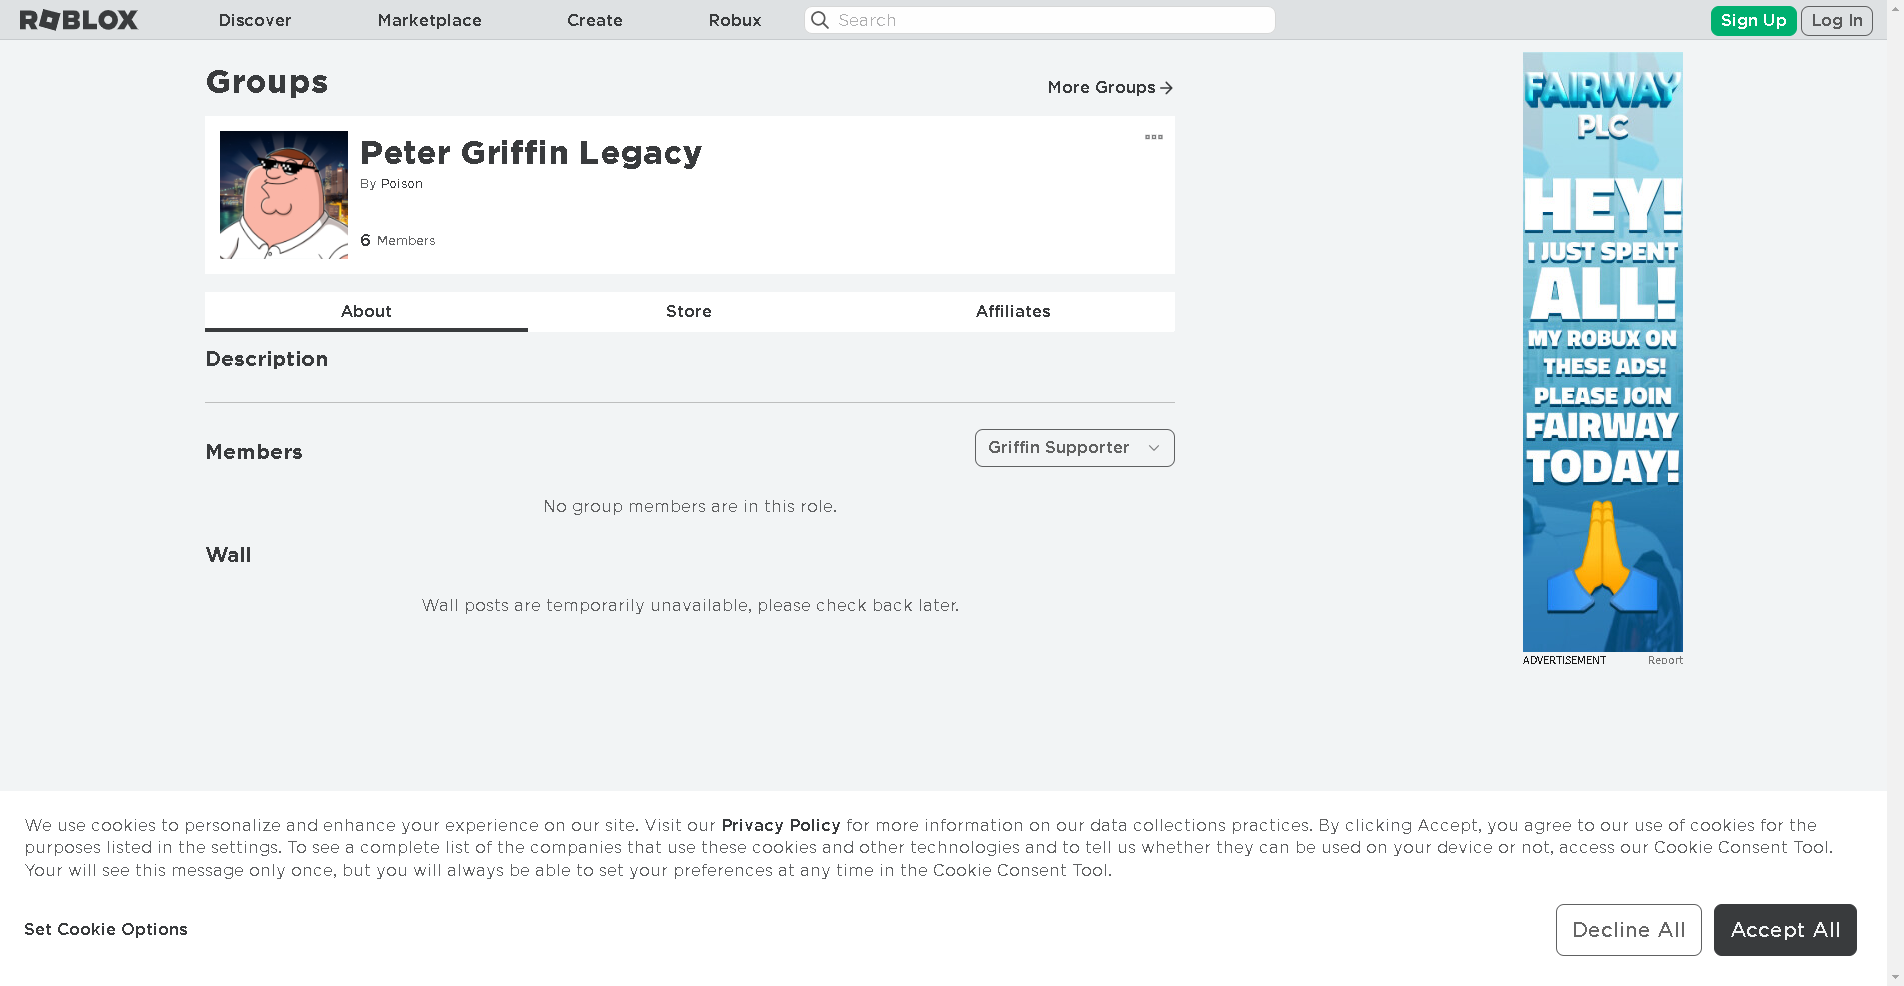 ROBLOX
Discover
Marketplace
Create
Robux
Search
Sign Up
Log In
Groups
More Groups
Peter Griffin Legacy
By Poison
6 Members
About
Store
Affiliates
Description
Members
Griffin Supporter
No group members are in this role.
Wall
Wall posts are temporarily unavailable, please check back later.
FAIRWAY
PLC
HEY!
I JUST SPENT
ALL!
MY ROBUX ON
THESE ADS!
PLEASE JOIN
FAIRWAY
TODAY!
ADVERTISEMENT
Report
We use cookies to personalize and enhance your experience on our site. Visit our Privacy Policy for more information on our data collections practices. By clicking Accept, you agree to our use of cookies for the
purposes listed in the settings. To see a complete list of the companies that use these cookies and other technologies and to tell us whether they can be used on your device or not, access our Cookie Consent Tool.
Your will see this message only once, but you will always be able to set your preferences at any time in the Cookie Consent Tool.
Set Cookie Options
Decline All
Accept All